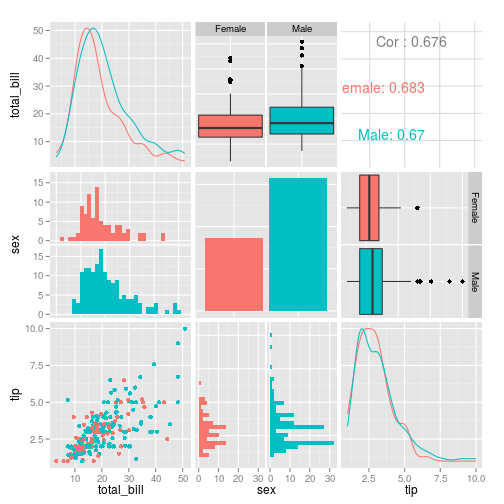 Female Male
50
40
30
20
10
total_bill
Cor : 0.676
emale: 0.683
Male: 0.67
15
10
5
0
15
10
5
0
sex
Female
Male
10.0
7.5
5.0
2.5
tip
10 20 30 40 50
total_bill
0 10 20 30 0 10 20 30
sex
2.5 5.0 7.5 10.0
tip